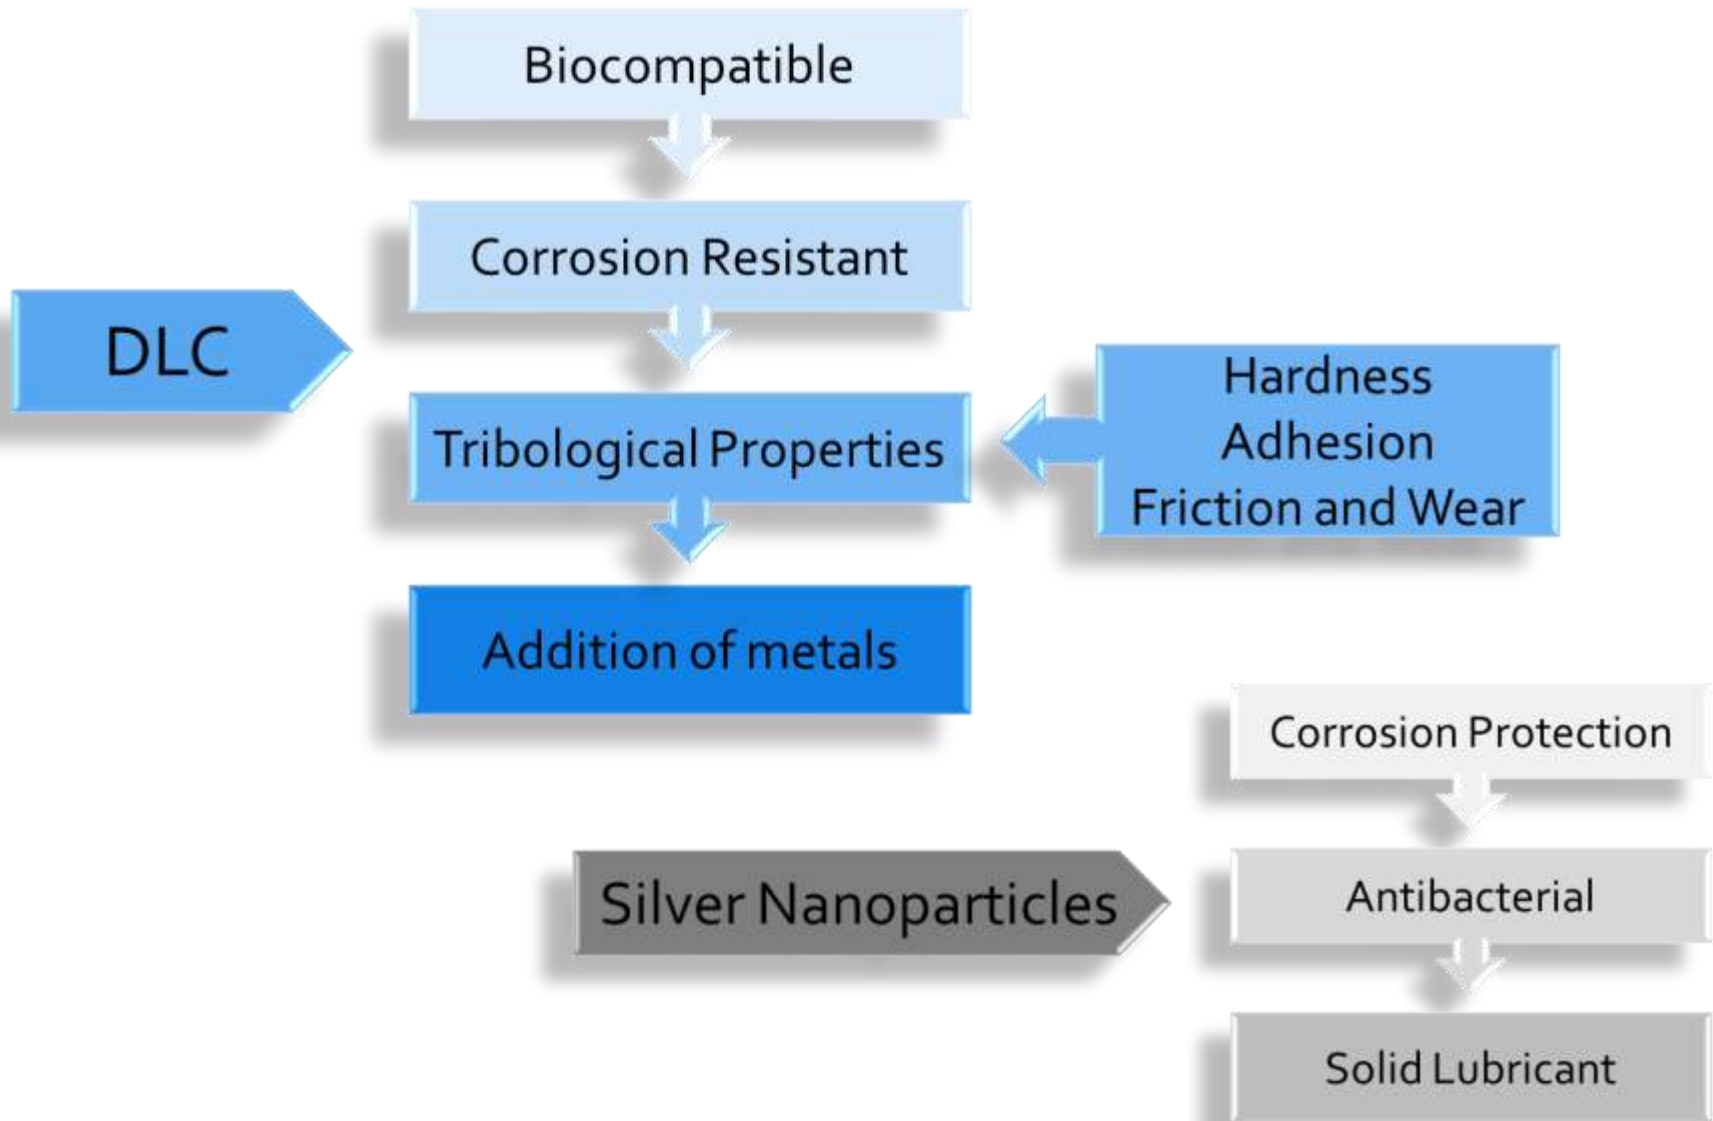 Biocompatible
Corrosion Resistant
DLC
Tribological Properties
Hardness
Adhesion
Friction and Wear
Addition of metals
Corrosion Protection
Silver Nanoparticles
Antibacterial
Solid Lubricant